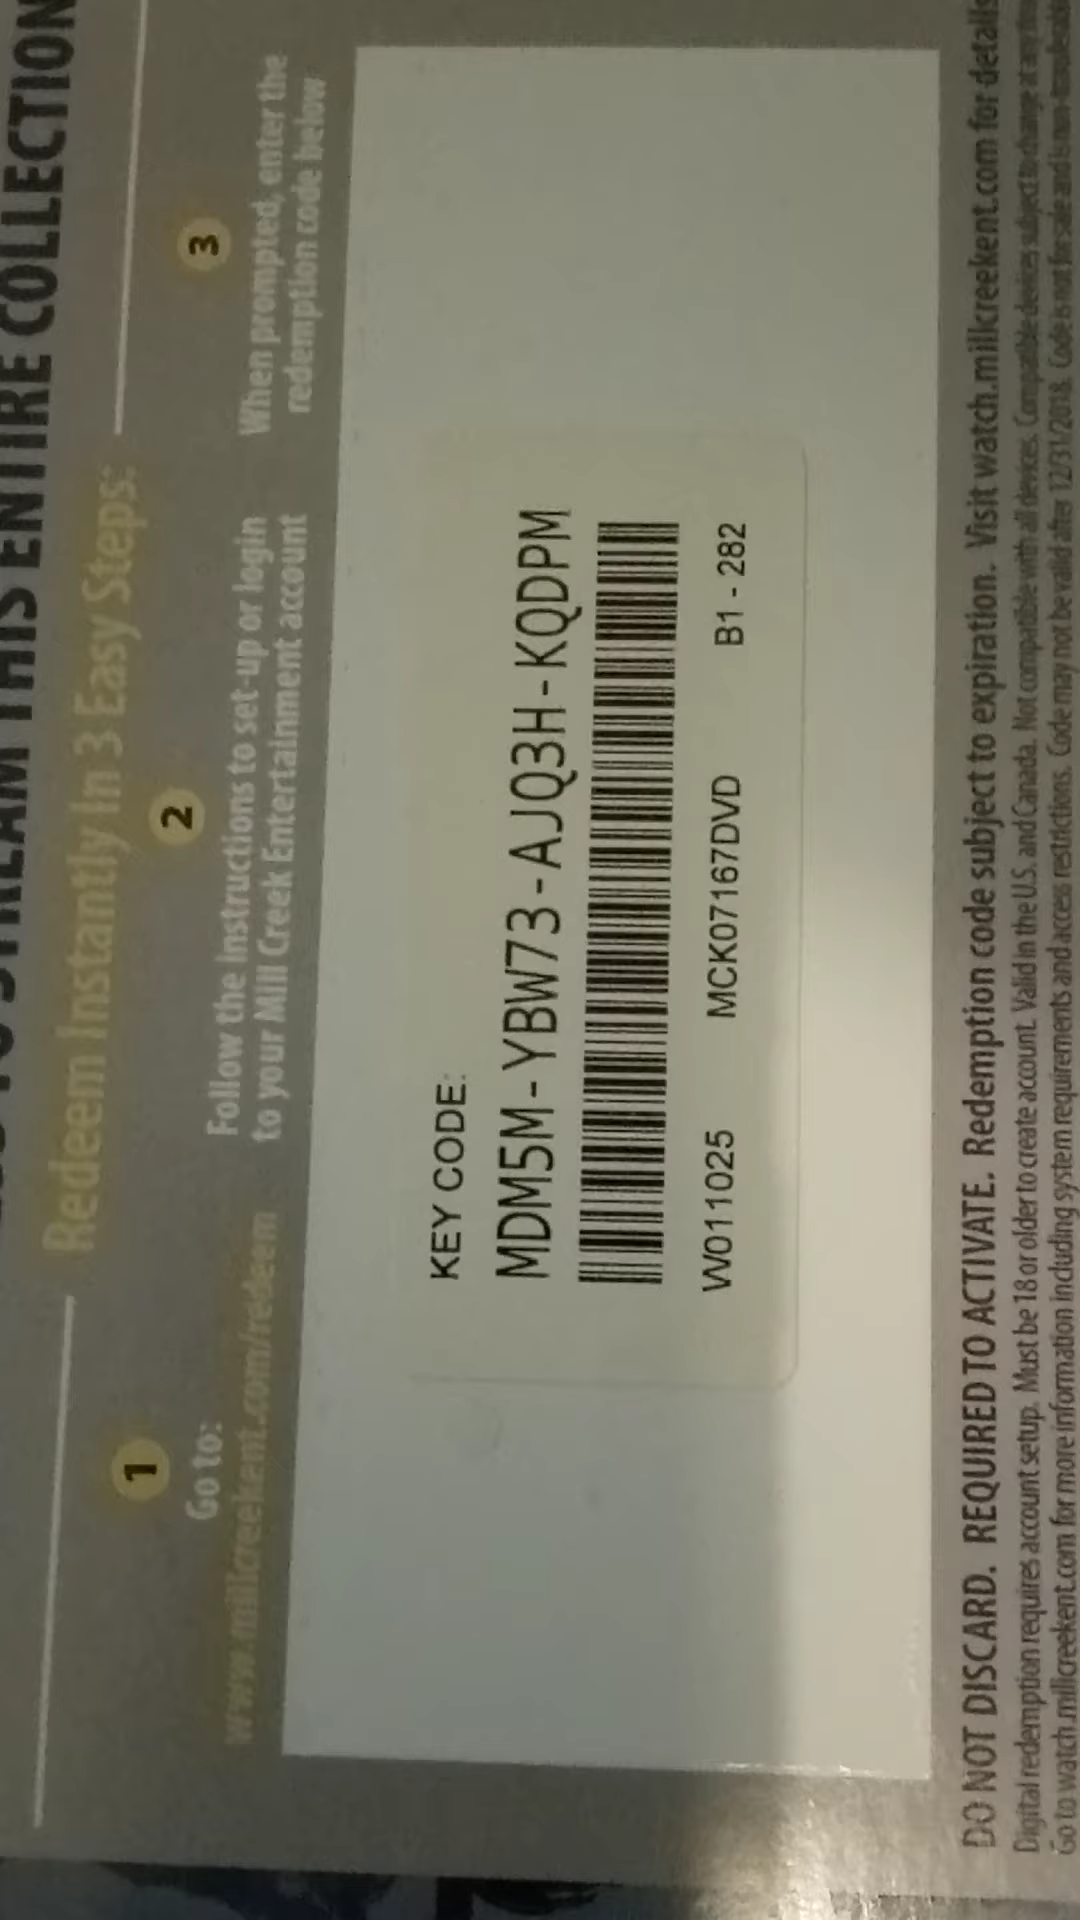 STREAM THIS ENTIRE COLLECTION
Redeem Instantly In 3 Easy Steps:
1
Go to:
www.millcreekent.com/redeem
2
Follow the Instructions to set-up or login
to your Mill Creek Entertainment account
3
When prompted, enter the
redemption code below
KEY CODE:
MDM5M-YBW73-AJQ3H-KQDPM
W011025 MCK07167DVD B1 - 282
DO NOT DISCARD. REQUIRED TO ACTIVATE. Redemption code subject to expiration. Visit watch.millcreekent.com for details
Digital redemption requires account setup. Must be 18 or older to create account. Valid in the U.S. and Canada. Not compatible with all devices. Compatible devices subject to change at any time
Go to watch.millcreekent.com for more information including system requirements and access restrictions. Code may not be valid after 12/31/2018. Code is not for sale and is non-transferable